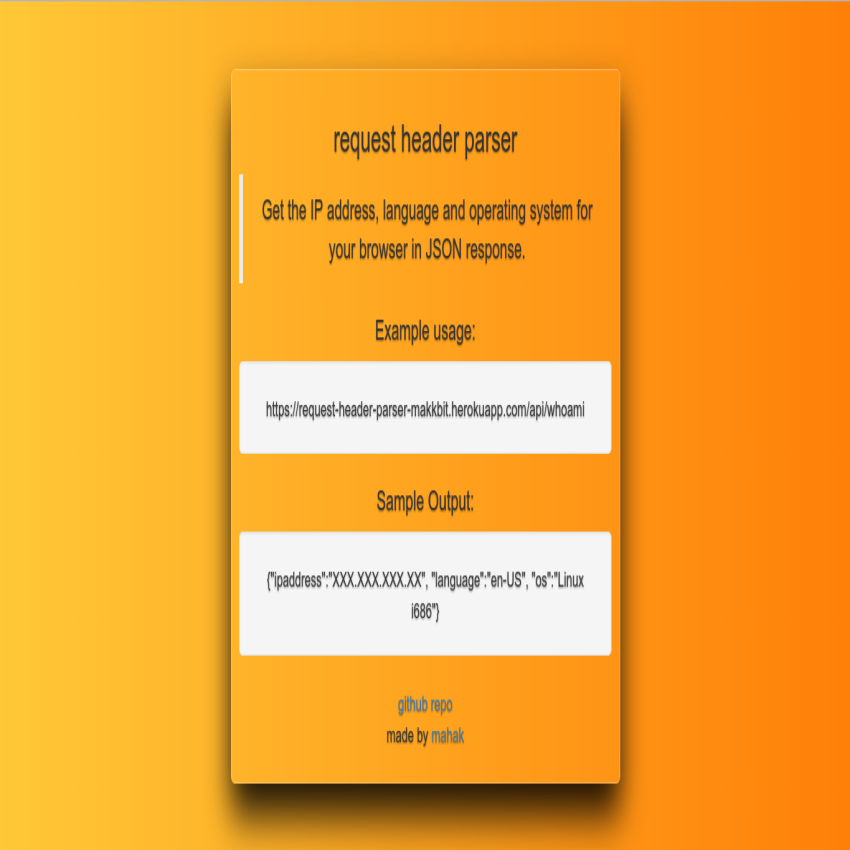 request header parser
Get the IP address, language and operating system for
your browser in JSON response.
Example usage:
https://request-header-parser-makkbit.herokuapp.com/api/whoami
Sample Output:
{"ipaddress":"XXX.XXX.XXX.XX", "language":"en-US", "os":"Linux
i686"}
github repo
made by mahak